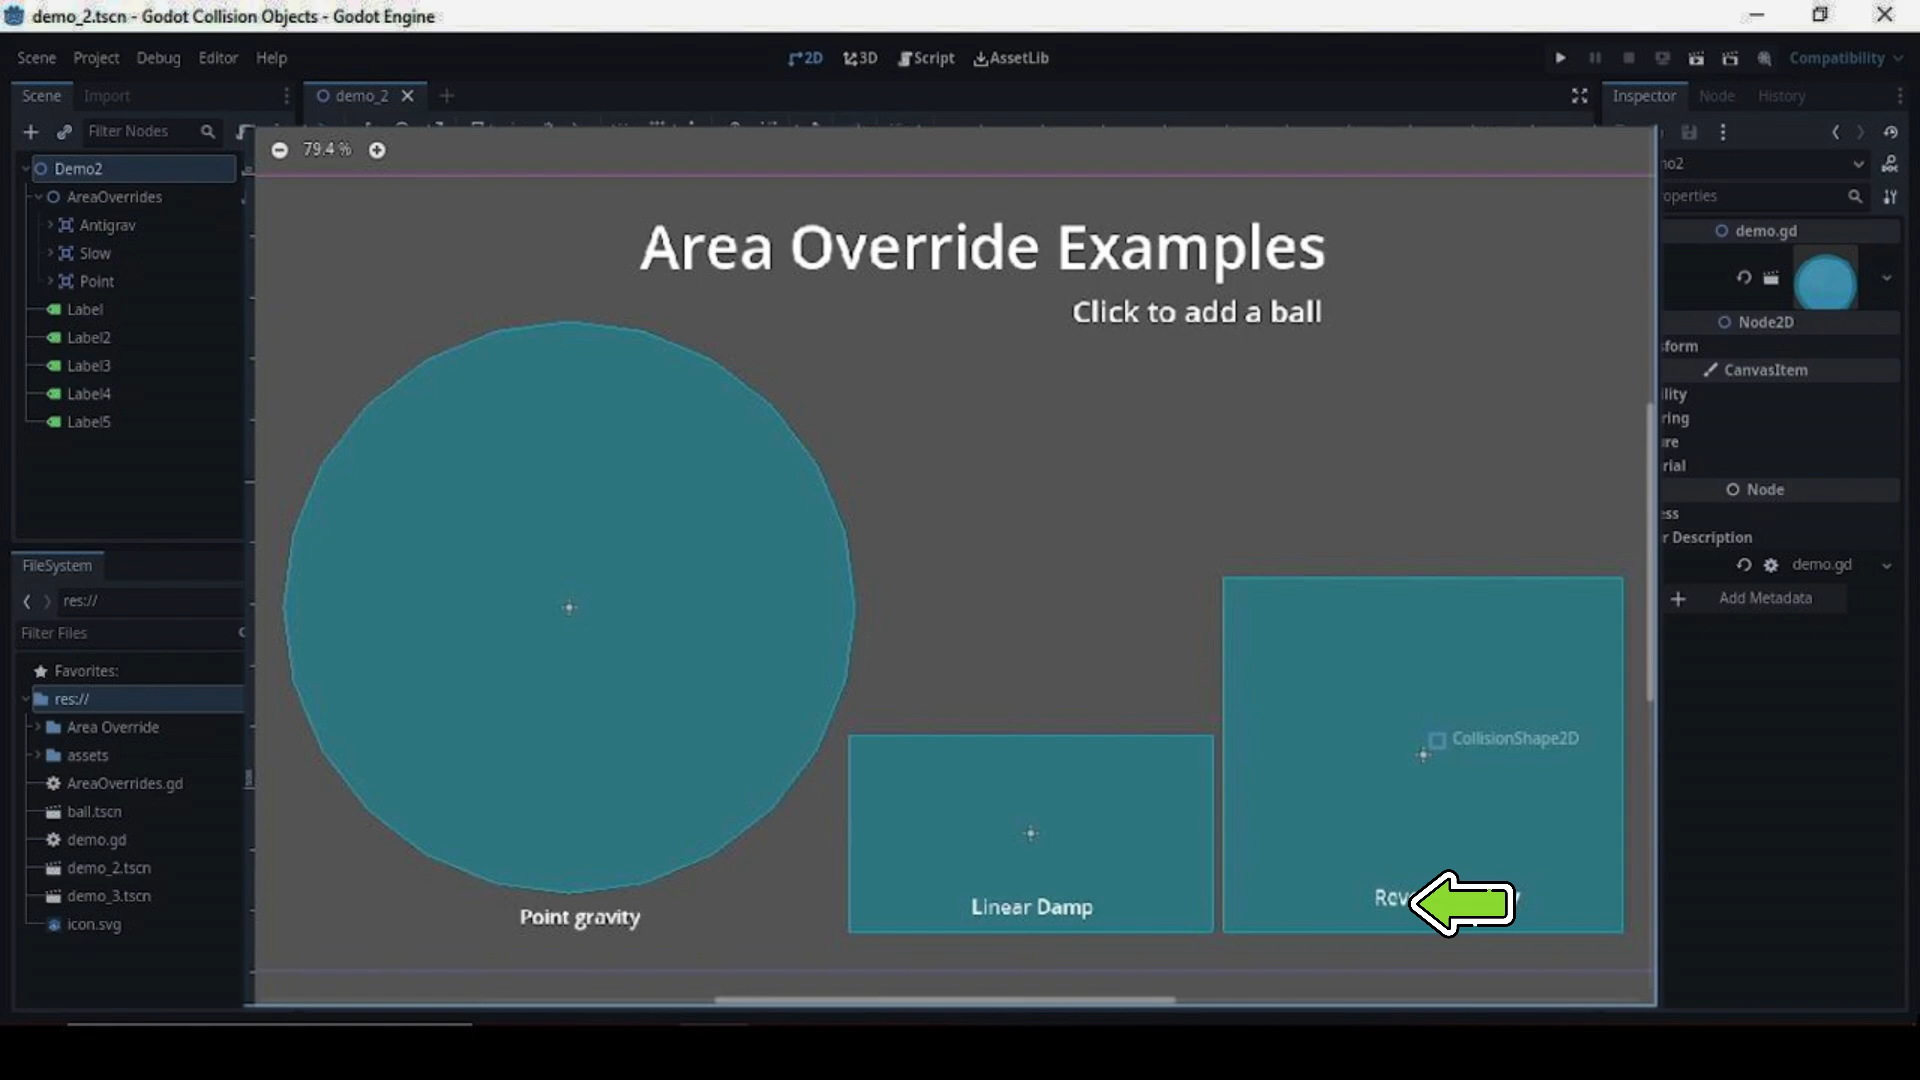 demo_2.tscn - Godot Collision Objects - Godot Engine
Scene Project Debug Editor Help
2D 3D Script AssetLib
Compatibility
Scene Import
demo_2
Inspector Node History
Filter Nodes
79.4 %
Demo2
AreaOverrides
Antigrav
Slow
Point
Label
Label2
Label3
Label4
Label5
FileSystem
res://
Filter Files
Favorites:
res://
Area Override
assets
AreaOverrides.gd
ball.tscn
demo.gd
demo_2.tscn
demo_3.tscn
icon.svg
Area Override Examples
Click to add a ball
CollisionShape2D
Point gravity
Linear Damp
demo.gd
Node2D
CanvasItem
Node
Description
demo.gd
Add Metadata